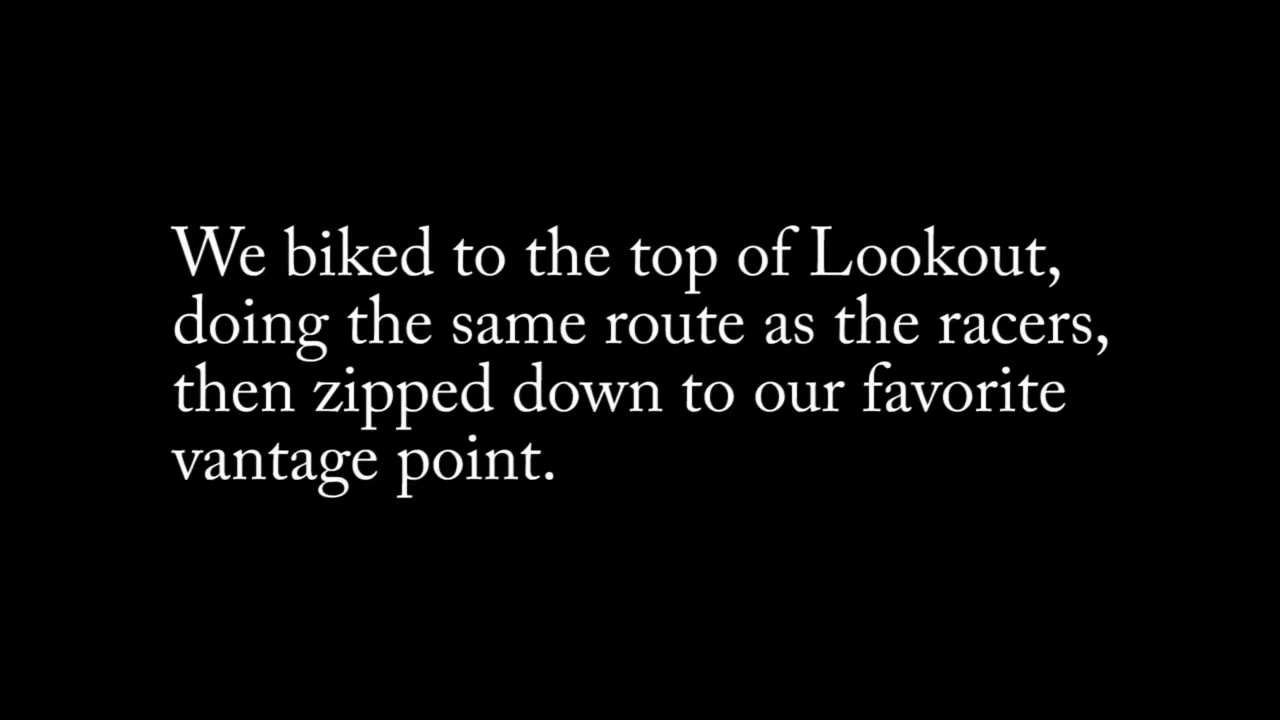 We biked to the top of Lookout,
doing the same route as the racers,
then zipped down to our favorite
vantage point.